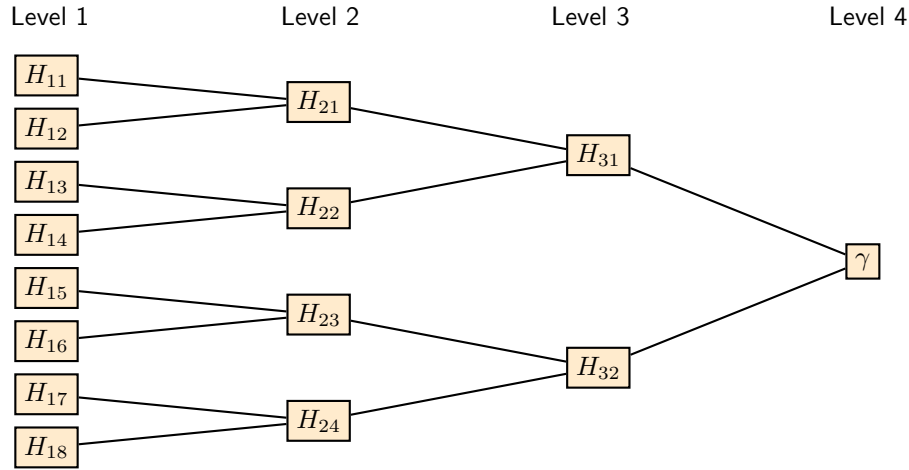 Level 1 Level 2 Level 3 Level 4
H₁₁
H₁₂
H₁₃
H₁₄
H₁₅
H₁₆
H₁₇
H₁₈
H₂₁
H₂₂
H₂₃
H₂₄
H₃₁
H₃₂
γ